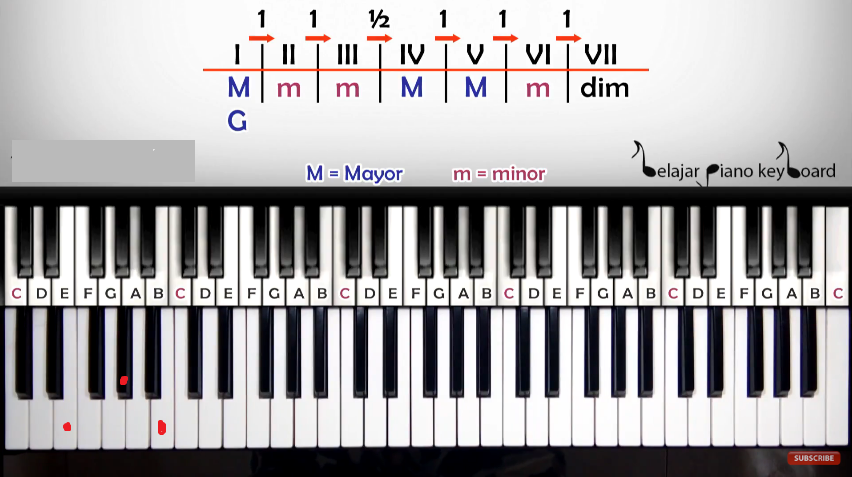 1 1 ½ 1 1 1
I II III IV V VI VII
M m m M M m dim
G
M = Mayor m = minor
belajar piano keyboard
C D E F G A B C D E F G A B C D E F G A B C D E F G A B C D E F G A B C
SUBSCRIBE